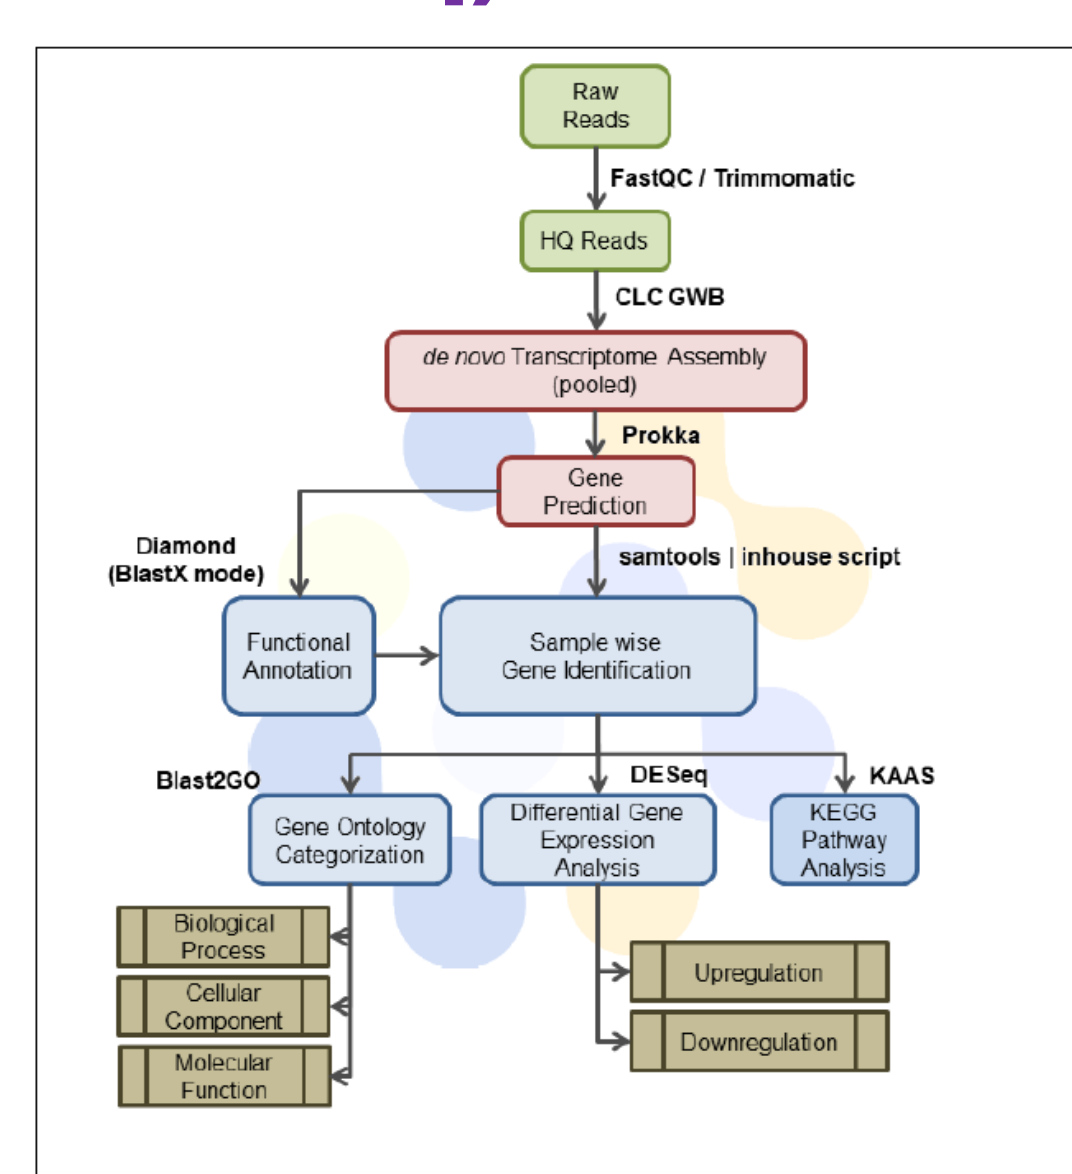 Raw
Reads
FastQC / Trimmomatic
HQ Reads
CLC GWB
de novo Transcriptome Assembly
(pooled)
Prokka
Gene
Prediction
Diamond
(BlastX mode)
samtools | inhouse script
Functional
Annotation
Sample wise
Gene Identification
Blast2GO
DESeq
KAAS
Gene Ontology
Categorization
Differential Gene
Expression
Analysis
KEGG
Pathway
Analysis
Biological
Process
Cellular
Component
Molecular
Function
Upregulation
Downregulation